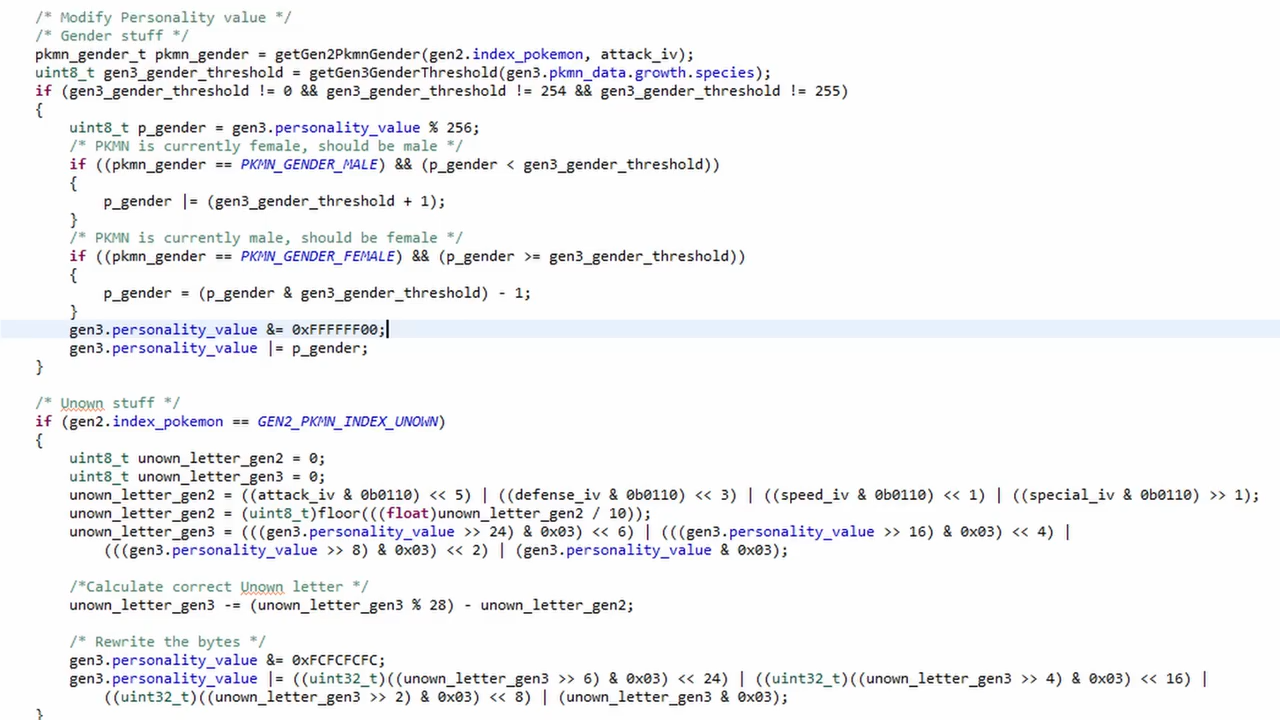 /* Modify Personality value */
/* Gender stuff */
pkmn_gender_t pkmn_gender = getGen2PkmnGender(gen2.index_pokemon, attack_iv);
uint8_t gen3_gender_threshold = getGen3GenderThreshold(gen3.pkmn_data.growth.species);
if (gen3_gender_threshold != 0 && gen3_gender_threshold != 254 && gen3_gender_threshold != 255)
{
uint8_t p_gender = gen3.personality_value % 256;
/* PKMN is currently female, should be male */
if ((pkmn_gender == PKMN_GENDER_MALE) && (p_gender < gen3_gender_threshold))
{
p_gender |= (gen3_gender_threshold + 1);
}
/* PKMN is currently male, should be female */
if ((pkmn_gender == PKMN_GENDER_FEMALE) && (p_gender >= gen3_gender_threshold))
{
p_gender = (p_gender & gen3_gender_threshold) - 1;
}
gen3.personality_value &= 0xFFFFFF00;
gen3.personality_value |= p_gender;
}
/* Unown stuff */
if (gen2.index_pokemon == GEN2_PKMN_INDEX_UNOWN)
{
uint8_t unown_letter_gen2 = 0;
uint8_t unown_letter_gen3 = 0;
unown_letter_gen2 = ((attack_iv & 0b0110) << 5) | ((defense_iv & 0b0110) << 3) | ((speed_iv & 0b0110) << 1) | ((special_iv & 0b0110) >> 1);
unown_letter_gen2 = (uint8_t)floor(((float)unown_letter_gen2 / 10));
unown_letter_gen3 = (((gen3.personality_value >> 24) & 0x03) << 6) | (((gen3.personality_value >> 16) & 0x03) << 4) |
(((gen3.personality_value >> 8) & 0x03) << 2) | (gen3.personality_value & 0x03);
/*Calculate correct Unown letter */
unown_letter_gen3 -= (unown_letter_gen3 % 28) - unown_letter_gen2;
/* Rewrite the bytes */
gen3.personality_value &= 0xFCFCFCFC;
gen3.personality_value |= ((uint32_t)((unown_letter_gen3 >> 6) & 0x03) << 24) | ((uint32_t)((unown_letter_gen3 >> 4) & 0x03) << 16) |
((uint32_t)((unown_letter_gen3 >> 2) & 0x03) << 8) | (unown_letter_gen3 & 0x03);
}